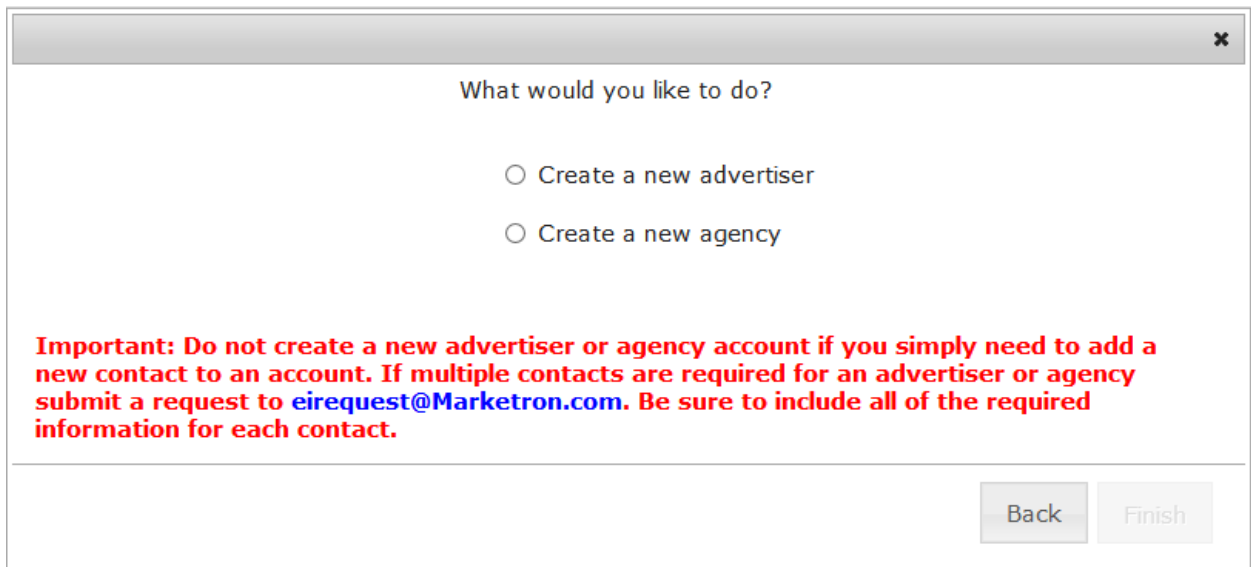 What would you like to do?
Create a new advertiser
Create a new agency
Important: Do not create a new advertiser or agency account if you simply need to add a
new contact to an account. If multiple contacts are required for an advertiser or agency
submit a request to eirequest@Marketron.com. Be sure to include all of the required
information for each contact.
Back Finish